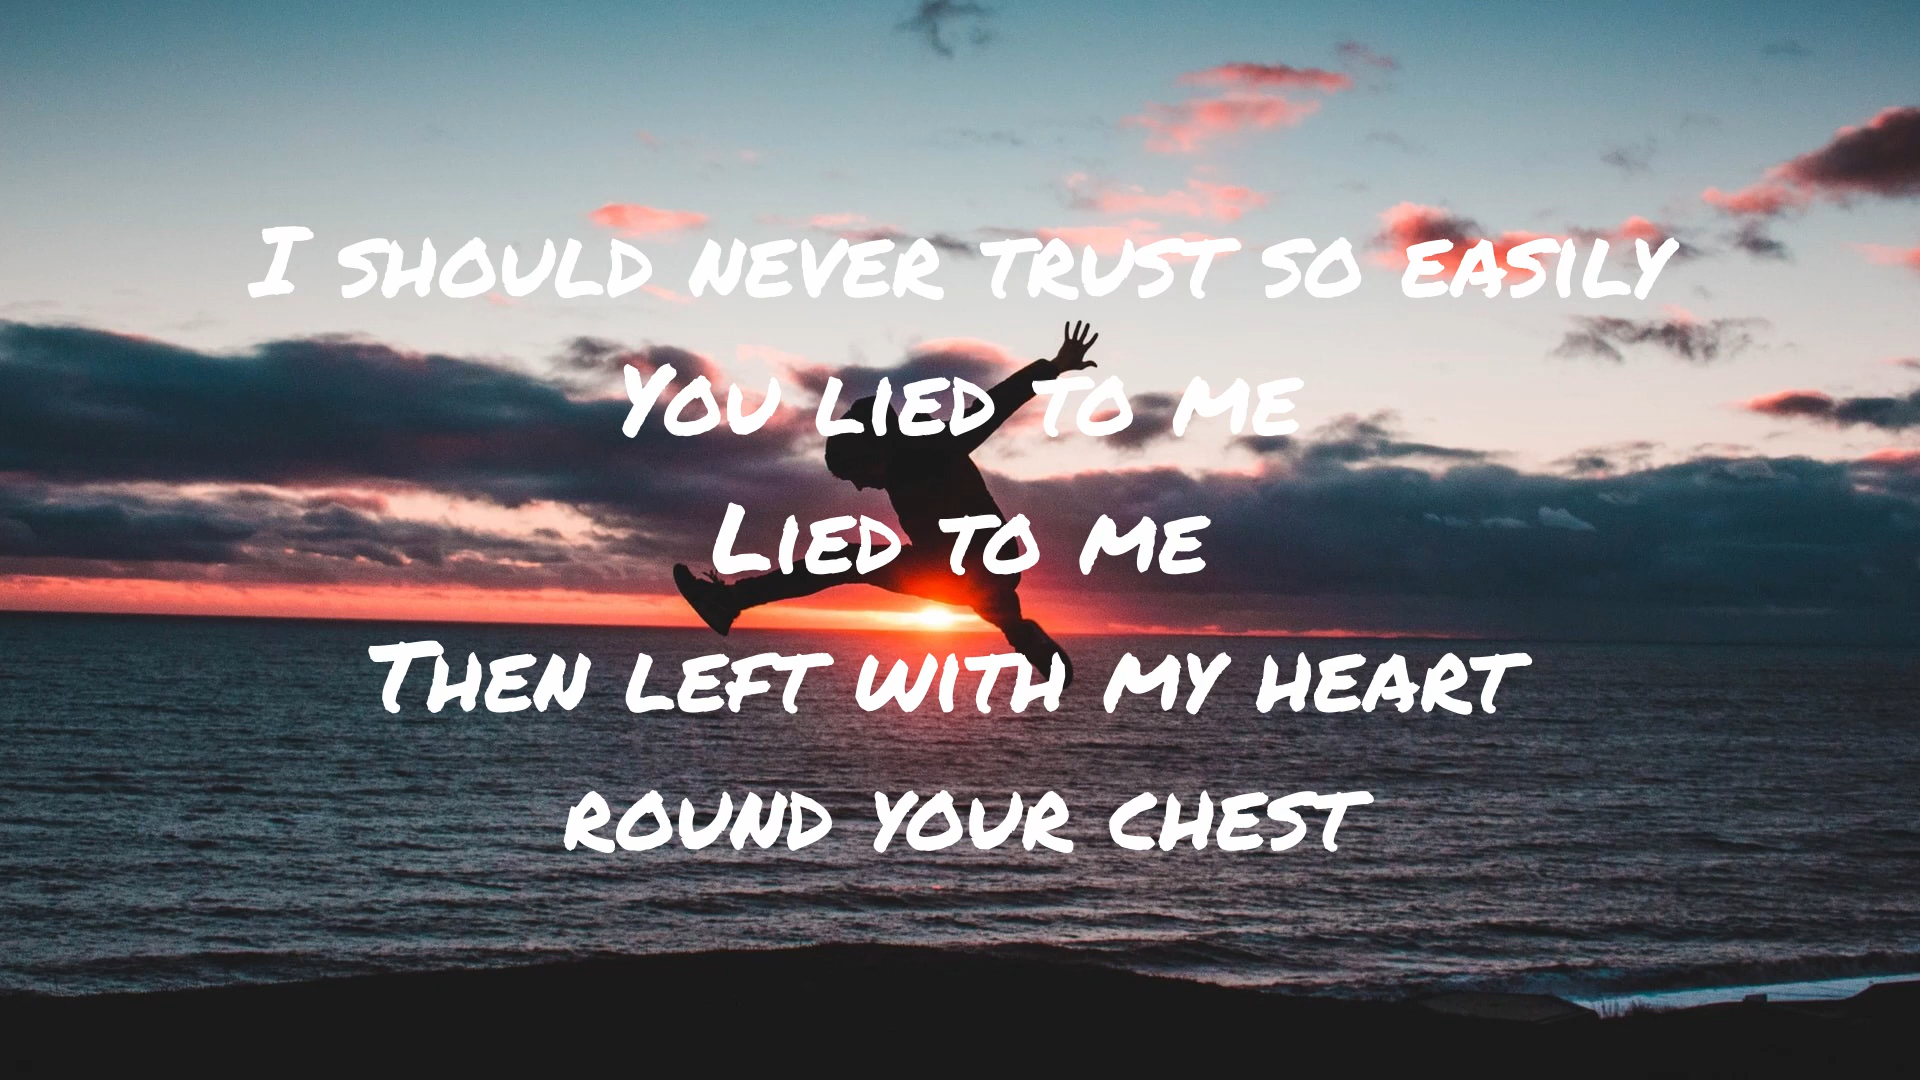 I should never trust so easily
You lied to me
Lied to me
Then left with my heart
round your chest